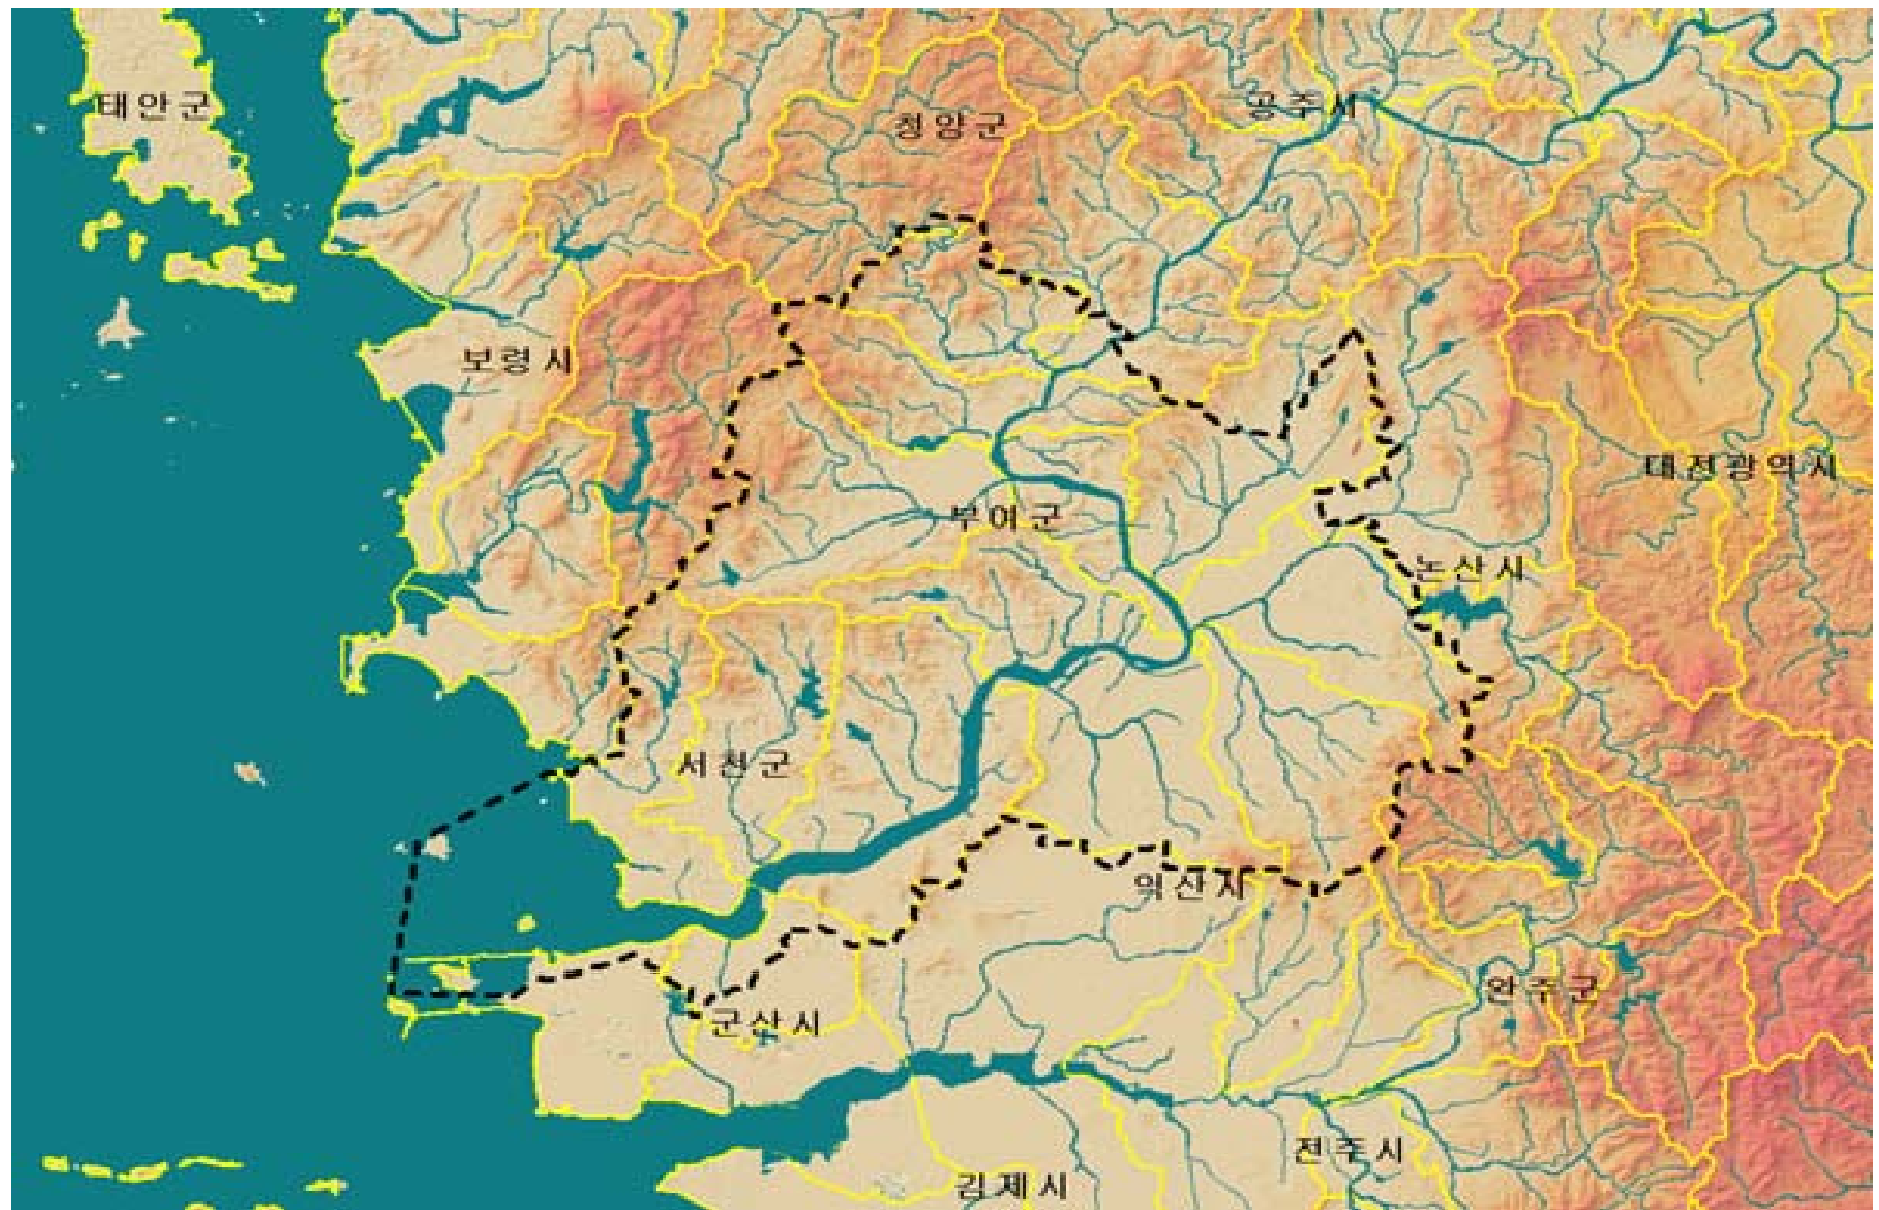 태안군
공주시
청양군
보령시
대전광역시
부여군
논산시
서천군
익산시
완주군
군산시
전주시
김제시